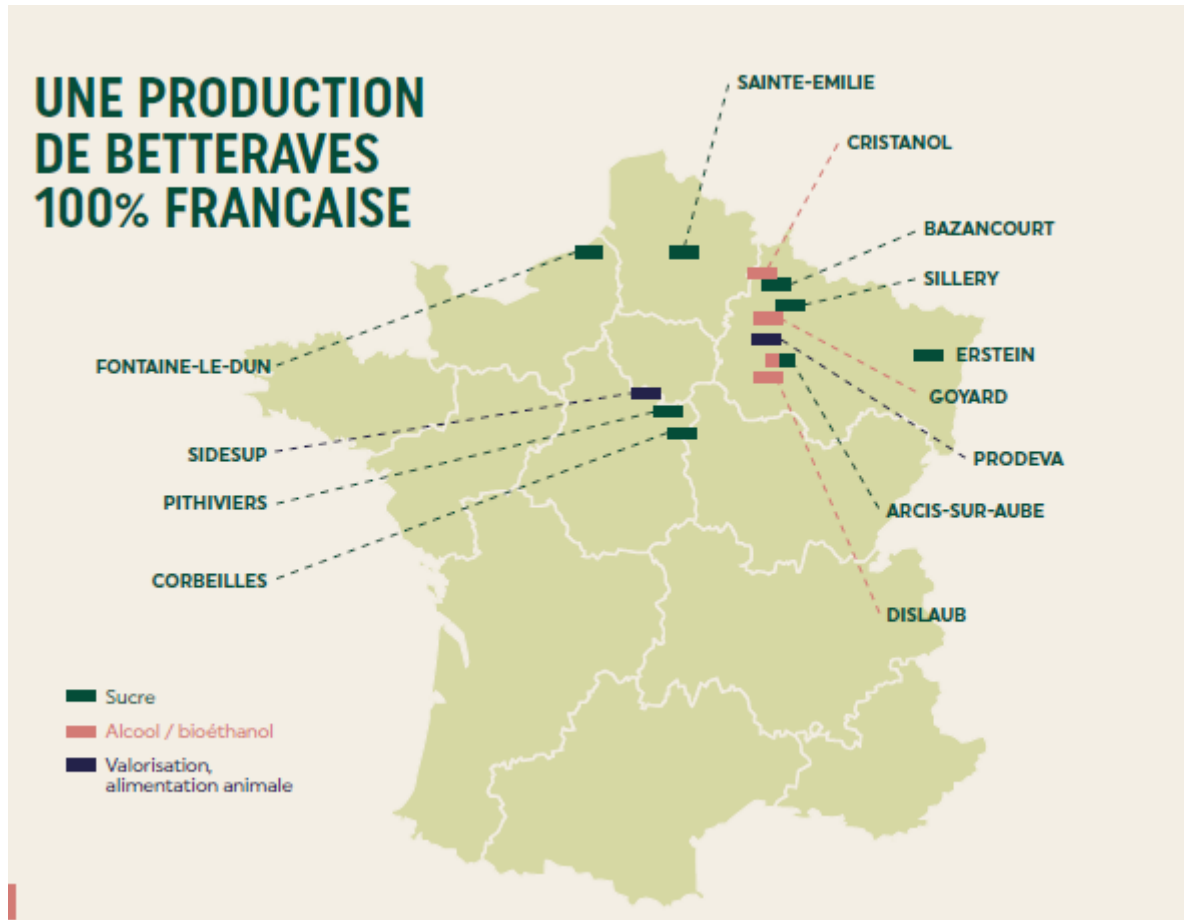 UNE PRODUCTION
DE BETTERAVES
100% FRANCAISE
SAINTE-EMILIE
CRISTANOL
BAZANCOURT
SILLERY
ERSTEIN
FONTAINE-LE-DUN
GOYARD
SIDESUP
PRODEVA
PITHIVIERS
ARCIS-SUR-AUBE
CORBEILLES
DISLAUB
Sucre
Alcool / bioéthanol
Valorisation,
alimentation animale